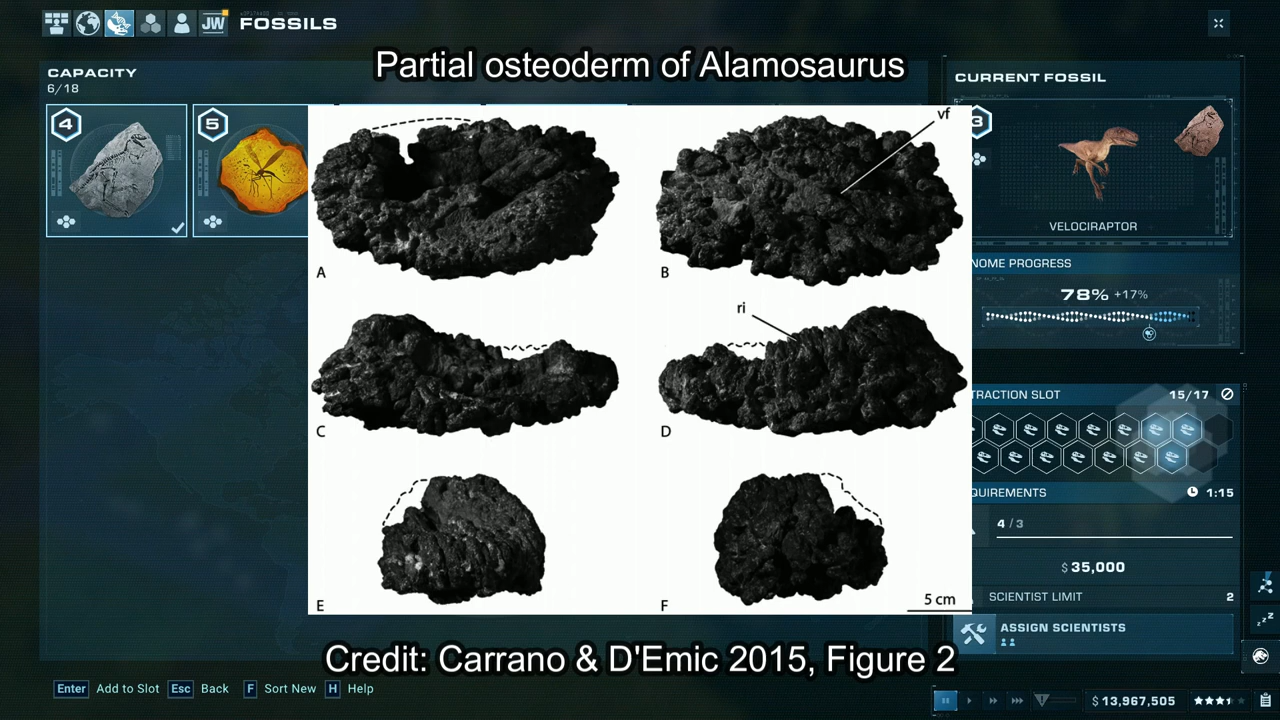 JW FOSSILS
Partial osteoderm of Alamosaurus
CAPACITY
6/18
4
5
CURRENT FOSSIL
3
VELOCIRAPTOR
NOME PROGRESS
78% +17%
vf
A
B
ri
C
D
E
F
5 cm
TRACTION SLOT 15/17
QUIREMENTS 1:15
4 / 3
$ 35,000
SCIENTIST LIMIT 2
ASSIGN SCIENTISTS
Credit: Carrano & D'Emic 2015, Figure 2
Enter Add to Slot Esc Back F Sort New H Help
$ 13,967,505